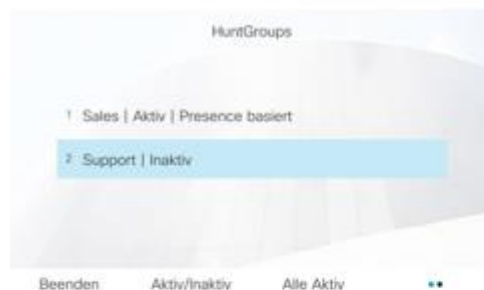 HuntGroups
1 Sales | Aktiv | Presence basiert
2 Support | Inaktiv
Beenden Aktiv/Inaktiv Alle Aktiv